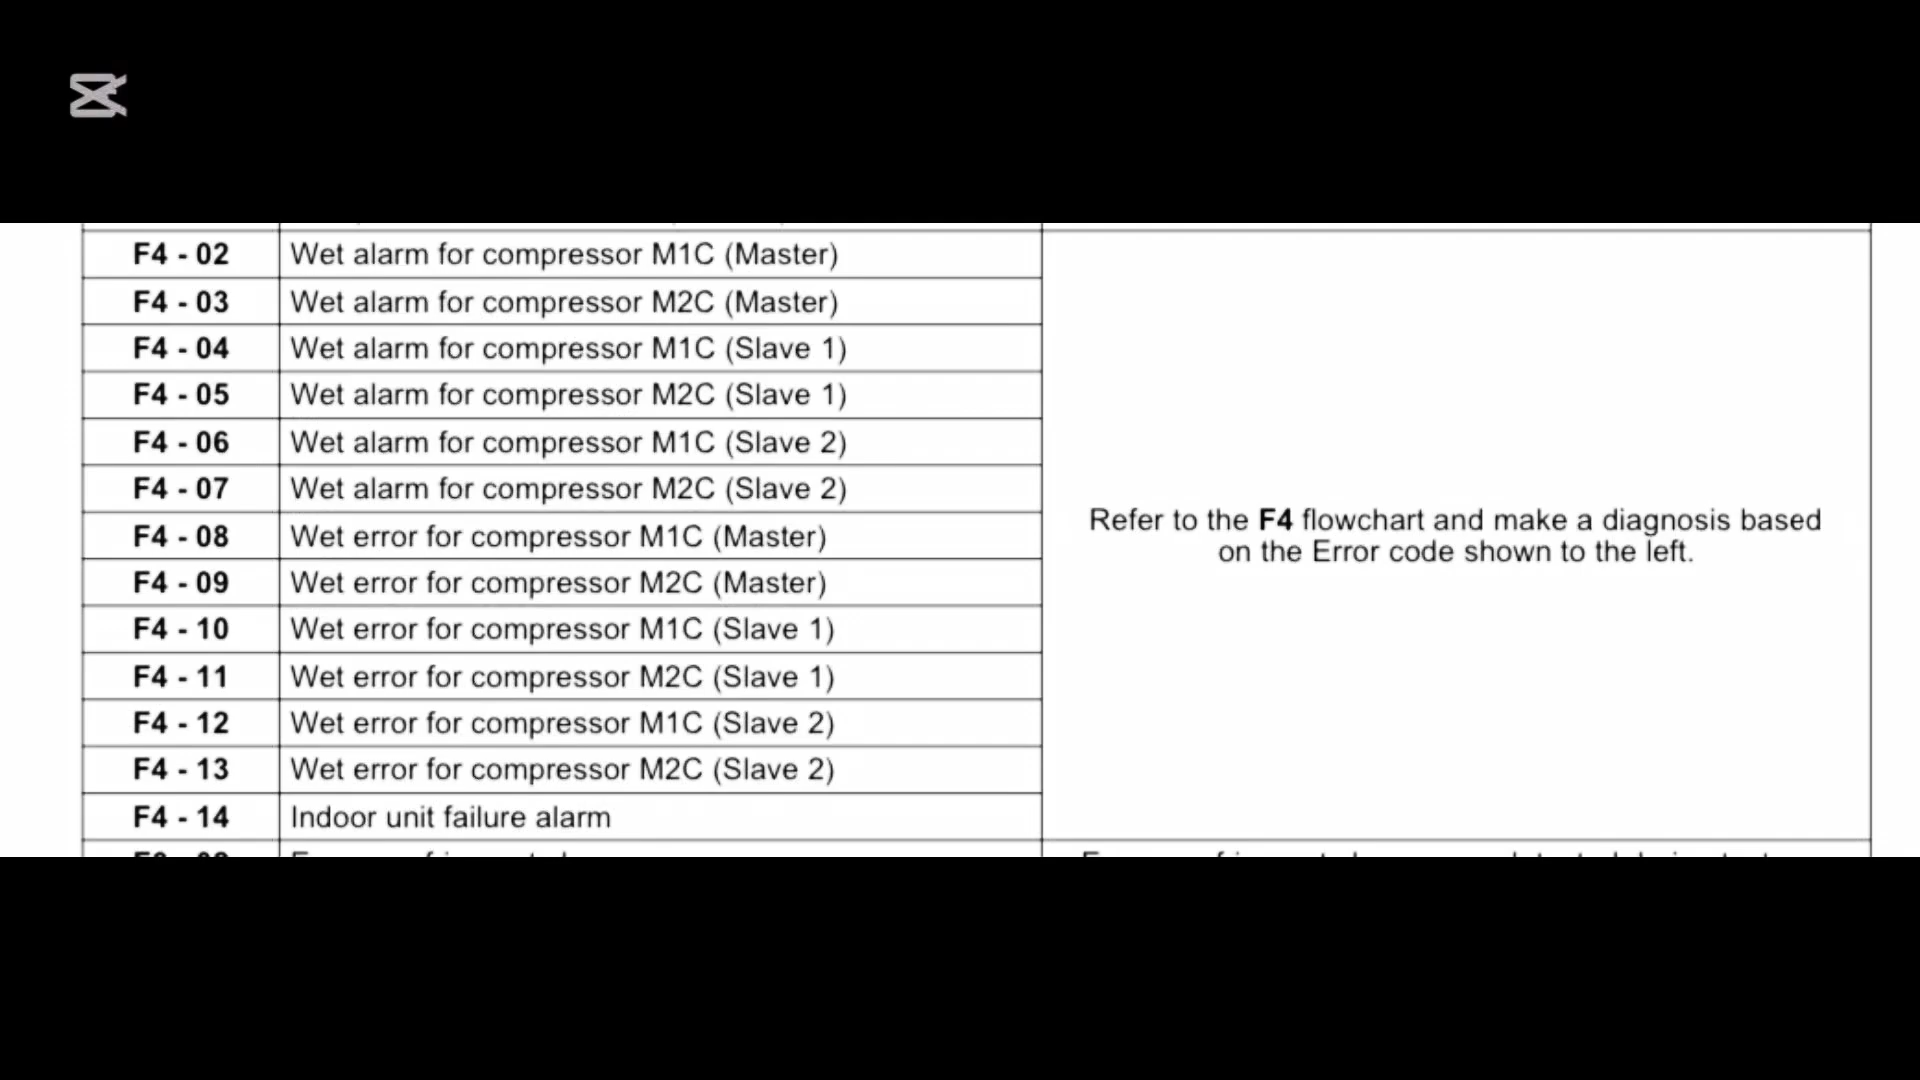 F4 - 02 Wet alarm for compressor M1C (Master)
F4 - 03 Wet alarm for compressor M2C (Master)
F4 - 04 Wet alarm for compressor M1C (Slave 1)
F4 - 05 Wet alarm for compressor M2C (Slave 1)
F4 - 06 Wet alarm for compressor M1C (Slave 2)
F4 - 07 Wet alarm for compressor M2C (Slave 2)
F4 - 08 Wet error for compressor M1C (Master)
F4 - 09 Wet error for compressor M2C (Master)
F4 - 10 Wet error for compressor M1C (Slave 1)
F4 - 11 Wet error for compressor M2C (Slave 1)
F4 - 12 Wet error for compressor M1C (Slave 2)
F4 - 13 Wet error for compressor M2C (Slave 2)
F4 - 14 Indoor unit failure alarm
Refer to the F4 flowchart and make a diagnosis based
on the Error code shown to the left.